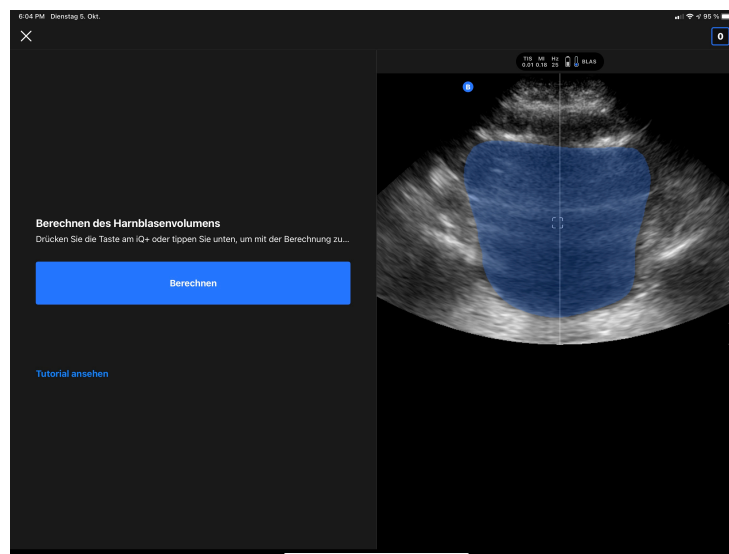 6:04 PM Dienstag 5. Okt.
95 %
0
TIS MI Hz
0.01 0.18 25
BLAS
B
Berechnen des Harnblasenvolumens
Drücken Sie die Taste am iQ+ oder tippen Sie unten, um mit der Berechnung zu...
Berechnen
Tutorial ansehen